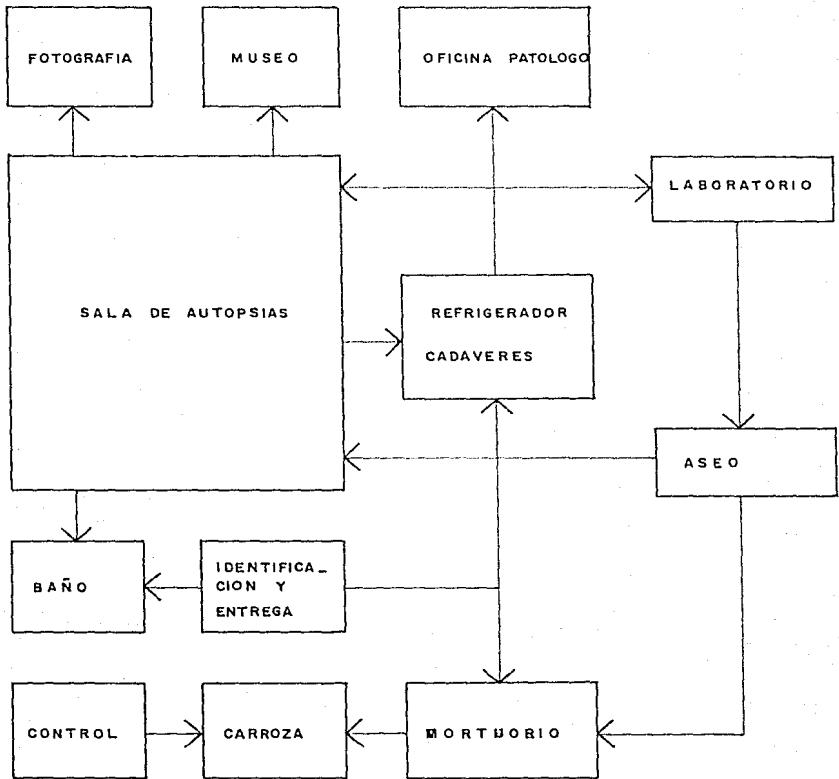 FOTOGRAFIA
MUSEO
OFICINA PATOLOGO
LABORATORIO
SALA DE AUTOPSIAS
REFRIGERADOR
CADAVERES
ASEO
BAÑO
IDENTIFICA_
CION Y
ENTREGA
CONTROL
CARROZA
MORTUORIO